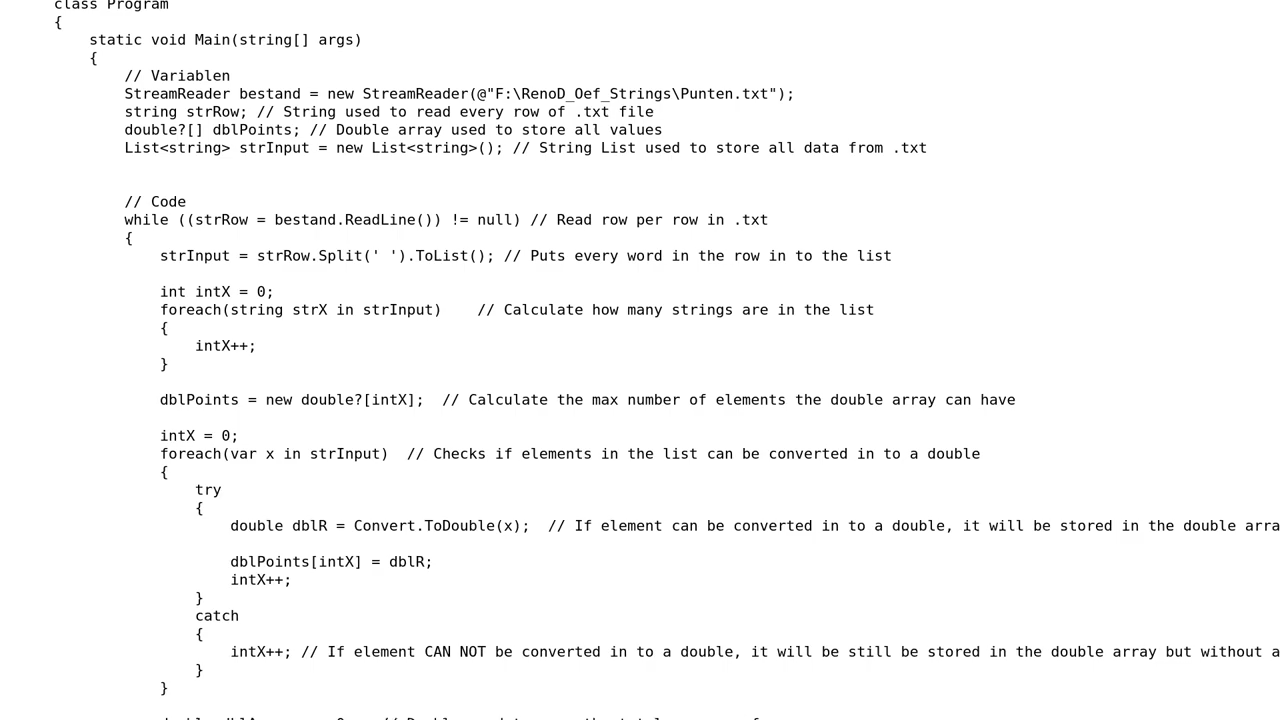 class Program
{
static void Main(string[] args)
{
// Variablen
StreamReader bestand = new StreamReader(@"F:\RenoD_Oef_Strings\Punten.txt");
string strRow; // String used to read every row of .txt file
double?[] dblPoints; // Double array used to store all values
List<string> strInput = new List<string>(); // String List used to store all data from .txt
// Code
while ((strRow = bestand.ReadLine()) != null) // Read row per row in .txt
{
strInput = strRow.Split(' ').ToList(); // Puts every word in the row in to the list
int intX = 0;
foreach(string strX in strInput)    // Calculate how many strings are in the list
{
intX++;
}
dblPoints = new double?[intX];  // Calculate the max number of elements the double array can have
intX = 0;
foreach(var x in strInput)  // Checks if elements in the list can be converted in to a double
{
try
{
double dblR = Convert.ToDouble(x);  // If element can be converted in to a double, it will be stored in the double arra
dblPoints[intX] = dblR;
intX++;
}
catch
{
intX++; // If element CAN NOT be converted in to a double, it will be still be stored in the double array but without a
}
}